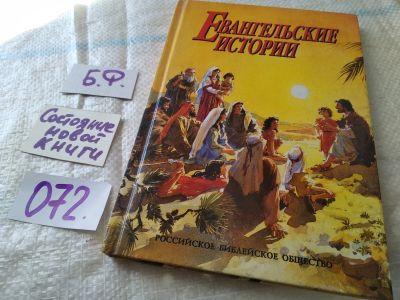 Евангельские
истории
Б.Ф.
Состояние
новой
книги
072.
РОССИЙСКОЕ БИБЛЕЙСКОЕ ОБЩЕСТВО